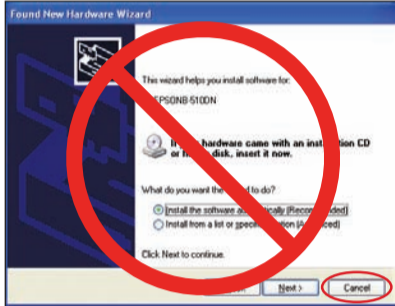 Found New Hardware Wizard
This wizard helps you install software for:
EPSONB-510DN
hardware came with an CD
or disk, insert it now.
What do you want the to do?
Install the software
Install from a list or
Click Next to continue.
Next >
Cancel